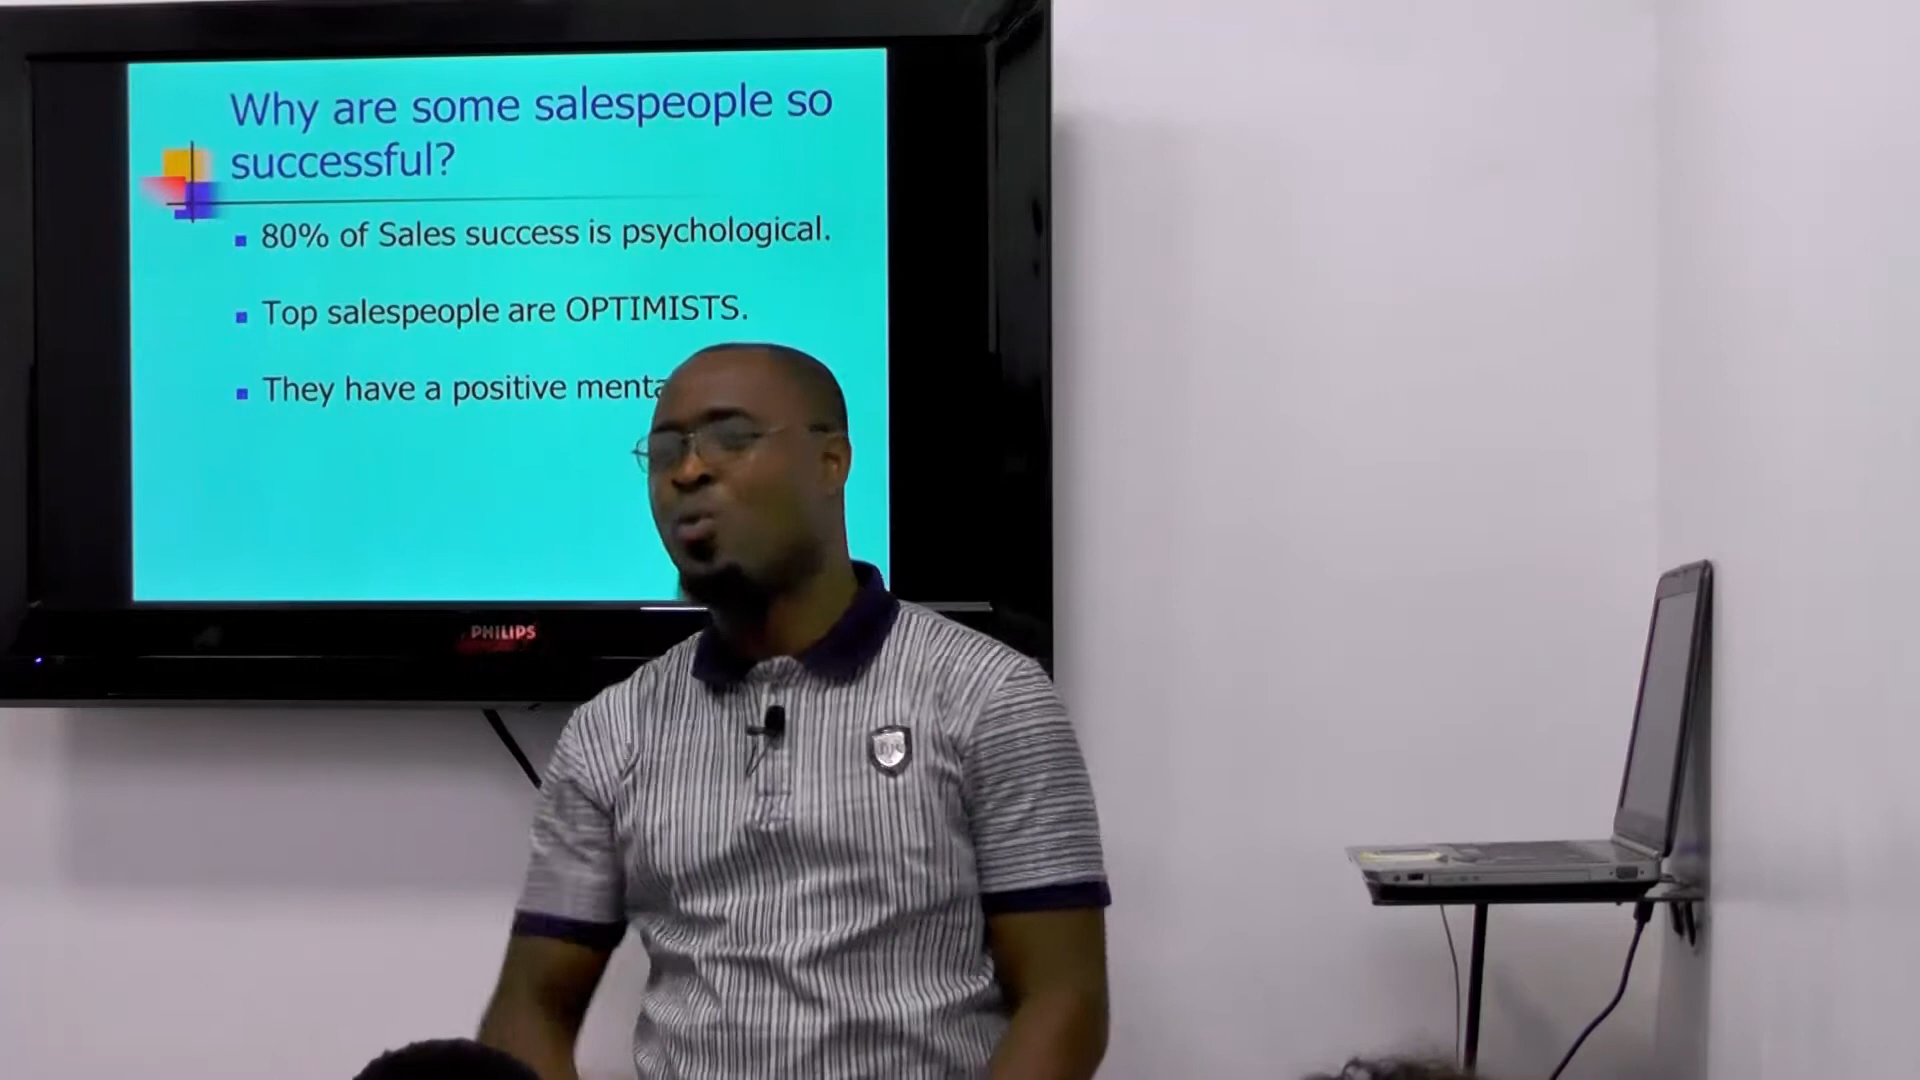 Why are some salespeople so
successful?
80% of Sales success is psychological.
Top salespeople are OPTIMISTS.
They have a positive
PHILIPS